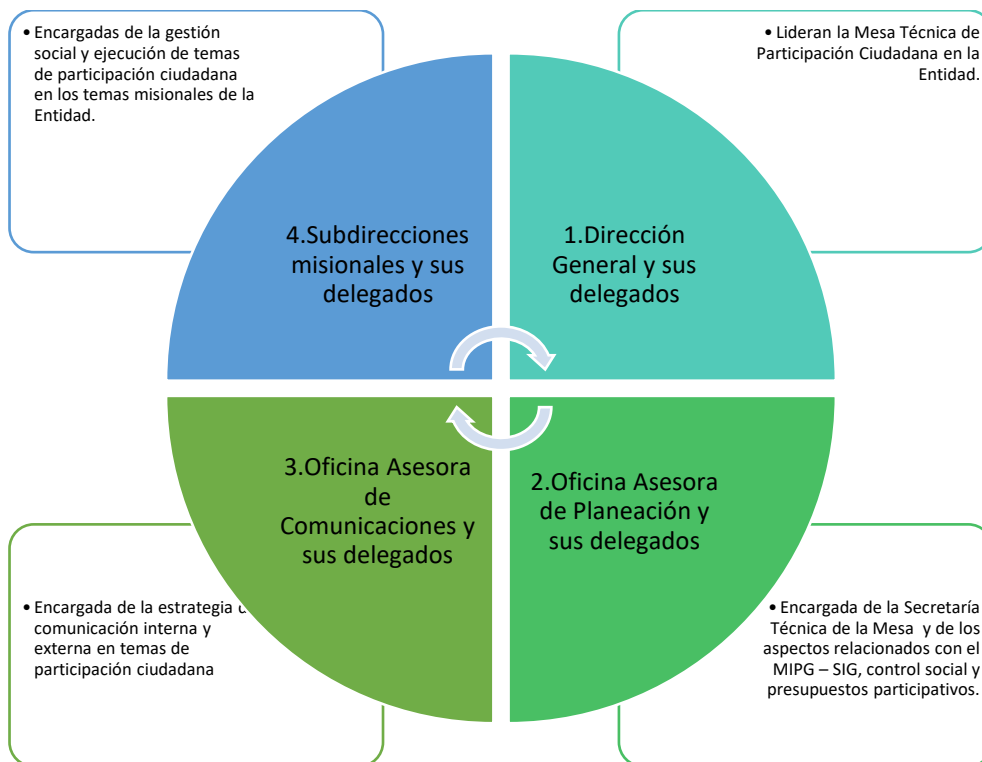 • Encargadas de la gestión
social y ejecución de temas
de participación ciudadana
en los temas misionales de la
Entidad.
• Lideran la Mesa Técnica de
Participación Ciudadana en la
Entidad.
4.Subdirecciones
misionales y sus
delegados
1.Dirección
General y sus
delegados
3.Oficina Asesora
de
Comunicaciones y
sus delegados
2.Oficina Asesora
de Planeación y
sus delegados
• Encargada de la estrategia
comunicación interna y
externa en temas de
participación ciudadana
• Encargada de la Secretaría
Técnica de la Mesa y de los
aspectos relacionados con el
MIPG – SIG, control social y
presupuestos participativos.